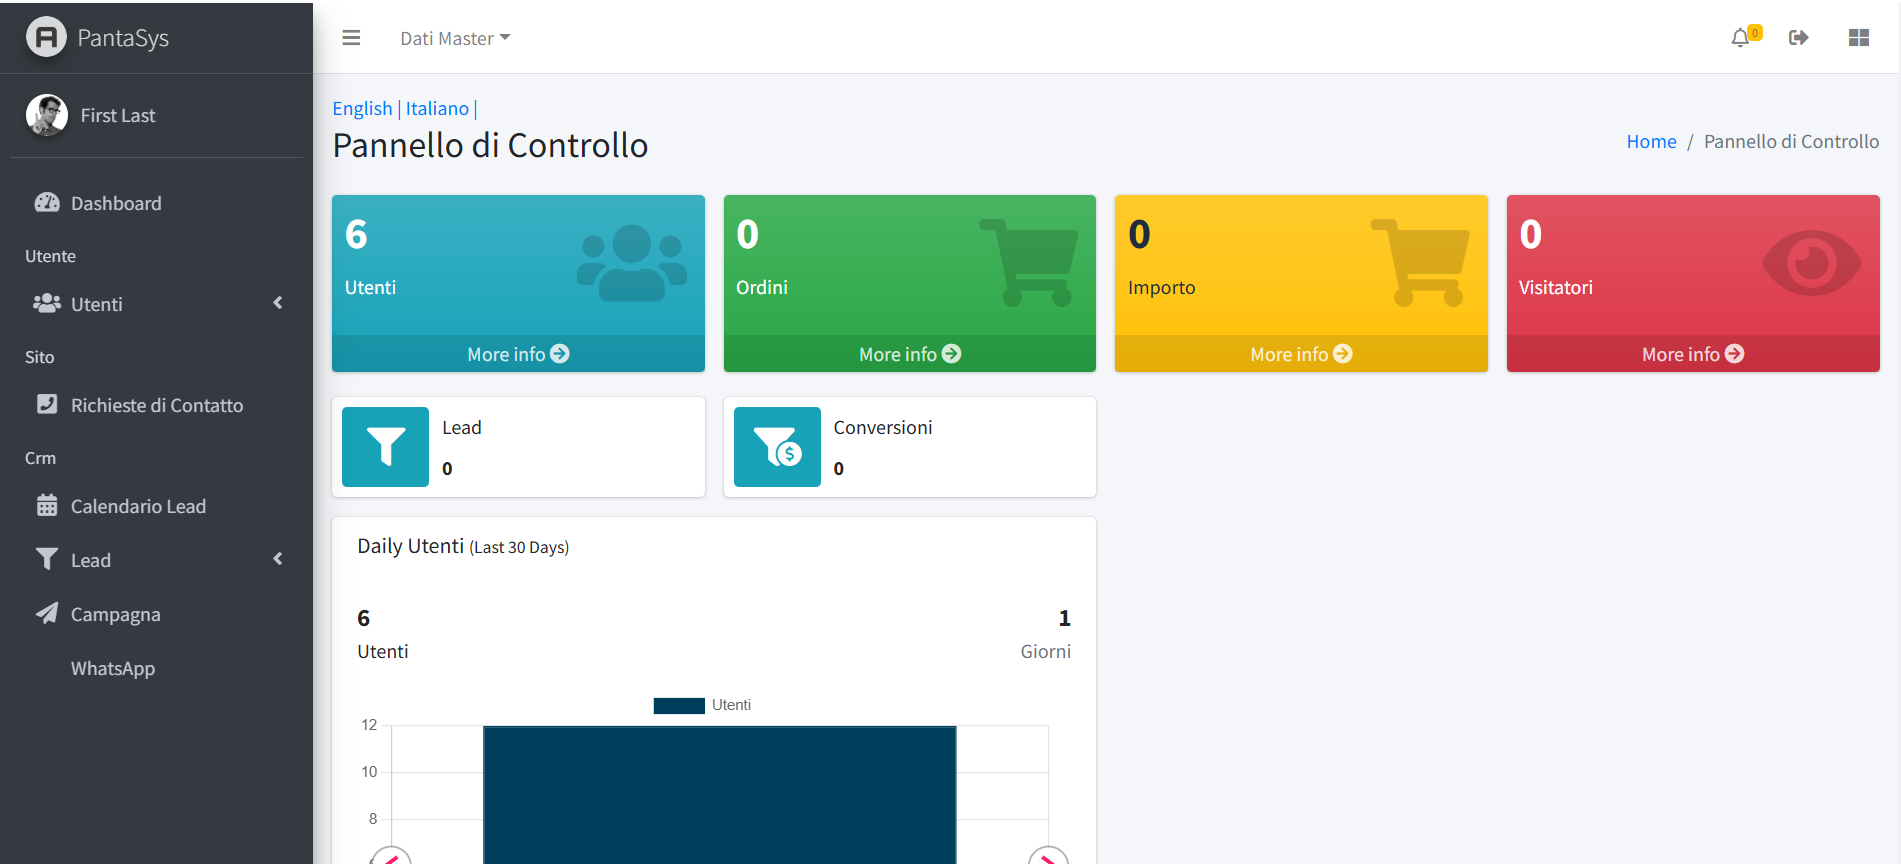 PantaSys
Dati Master
0
First Last
English | Italiano |
Pannello di Controllo
Home / Pannello di Controllo
Dashboard
Utente
Utenti
Sito
Richieste di Contatto
Crm
Calendario Lead
Lead
Campagna
WhatsApp
6
Utenti
More info
0
Ordini
More info
0
Importo
More info
0
Visitatori
More info
Lead
0
Conversioni
0
Daily Utenti (Last 30 Days)
6
Utenti
1
Giorni
Utenti
12
10
8